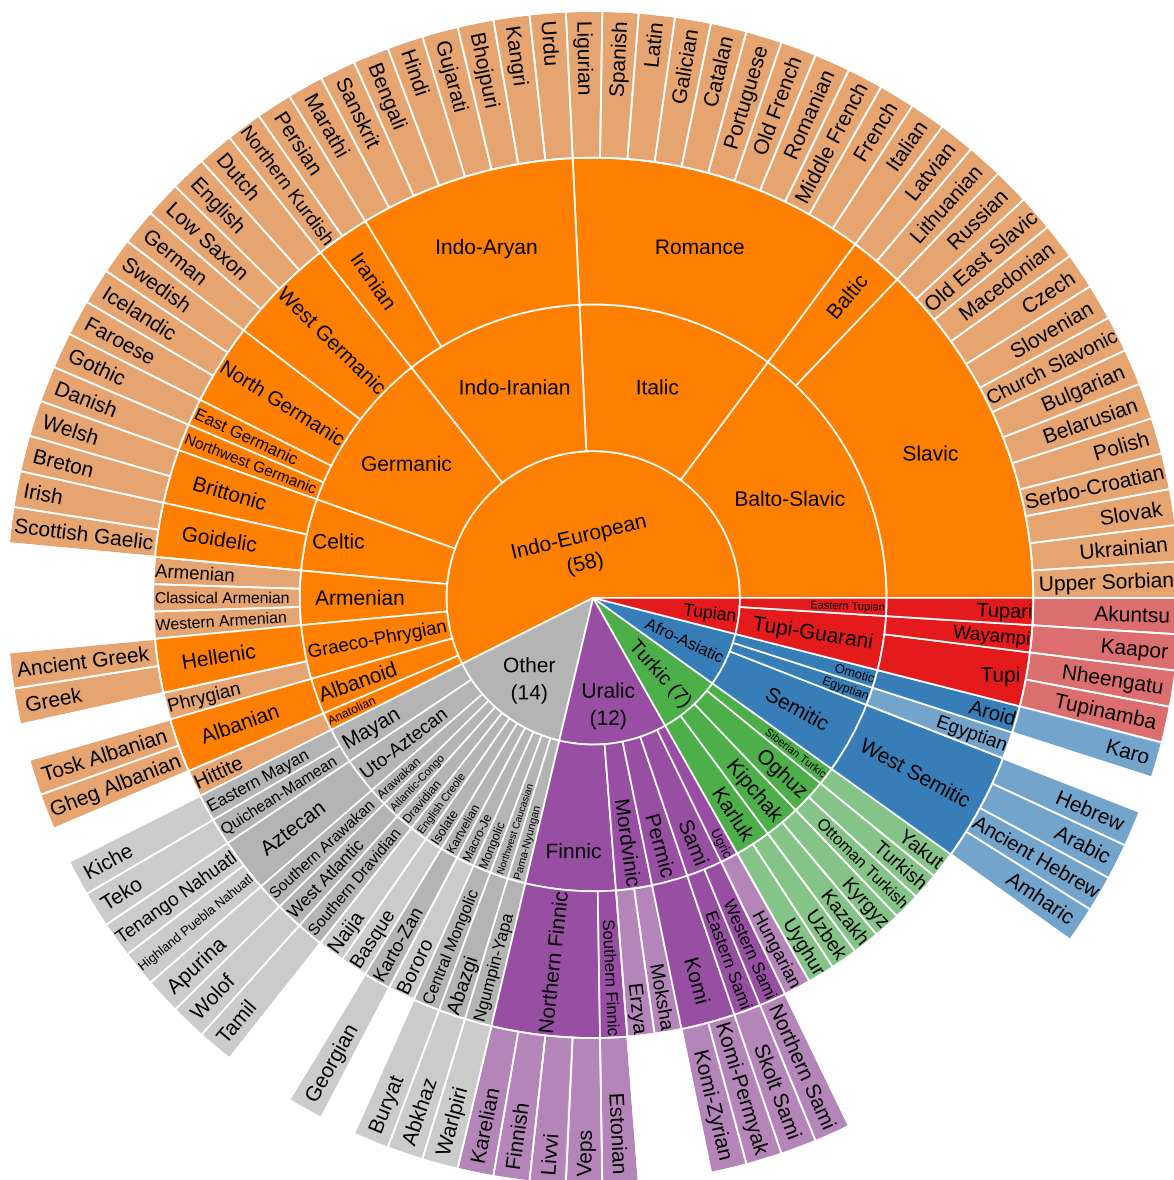 Indo-European
(58)
Other
(14)
Uralic
(12)
Turkic (7)
Afro-Asiatic
Tupian
Balto-Slavic
Italic
Indo-Iranian
Germanic
Celtic
Armenian
Graeco-Phrygian
Albanoid
Anatolian
Slavic
Baltic
Romance
Indo-Aryan
Iranian
West Germanic
North Germanic
East Germanic
Northwest Germanic
Brittonic
Goidelic
Armenian
Classical Armenian
Western Armenian
Hellenic
Phrygian
Albanian
Hittite
Upper Sorbian
Ukrainian
Slovak
Serbo-Croatian
Polish
Belarusian
Bulgarian
Church Slavonic
Slovenian
Czech
Macedonian
Old East Slavic
Russian
Lithuanian
Latvian
Italian
French
Middle French
Romanian
Old French
Portuguese
Catalan
Galician
Latin
Spanish
Ligurian
Urdu
Kangri
Bhojpuri
Gujarati
Hindi
Bengali
Sanskrit
Marathi
Persian
Northern Kurdish
Dutch
English
Low Saxon
German
Swedish
Icelandic
Faroese
Gothic
Danish
Welsh
Breton
Irish
Scottish Gaelic
Ancient Greek
Greek
Tosk Albanian
Gheg Albanian
Mayan
Uto-Aztecan
Arawakan
Atlantic-Congo
Dravidian
English Creole
Isolate
Kartvelian
Macro-Je
Mongolic
Northwest Caucasian
Pama-Nyungan
Eastern Mayan
Quichean-Mamean
Aztecan
Southern Arawakan
West Atlantic
Southern Dravidian
Naija
Basque
Karto-Zan
Bororo
Central Mongolic
Abazgi
Ngumpin-Yapa
Kiche
Teko
Tenango Nahuatl
Highland Puebla Nahuatl
Apurina
Wolof
Tamil
Georgian
Buryat
Abkhaz
Warlpiri
Finnic
Mordvinic
Permic
Sami
Ugric
Northern Finnic
Southern Finnic
Erzya
Moksha
Komi
Eastern Sami
Western Sami
Hungarian
Karelian
Finnish
Livvi
Veps
Estonian
Komi-Zyrian
Komi-Permyak
Skolt Sami
Northern Sami
Karluk
Kipchak
Oghuz
Siberian Turkic
Uyghur
Uzbek
Kazakh
Kyrgyz
Ottoman Turkish
Turkish
Yakut
Semitic
Egyptian
Omotic
West Semitic
Egyptian
Aroid
Amharic
Ancient Hebrew
Arabic
Hebrew
Karo
Tupi-Guarani
Eastern Tupian
Tupi
Wayampi
Tupari
Tupinamba
Nheengatu
Kaapor
Akuntsu